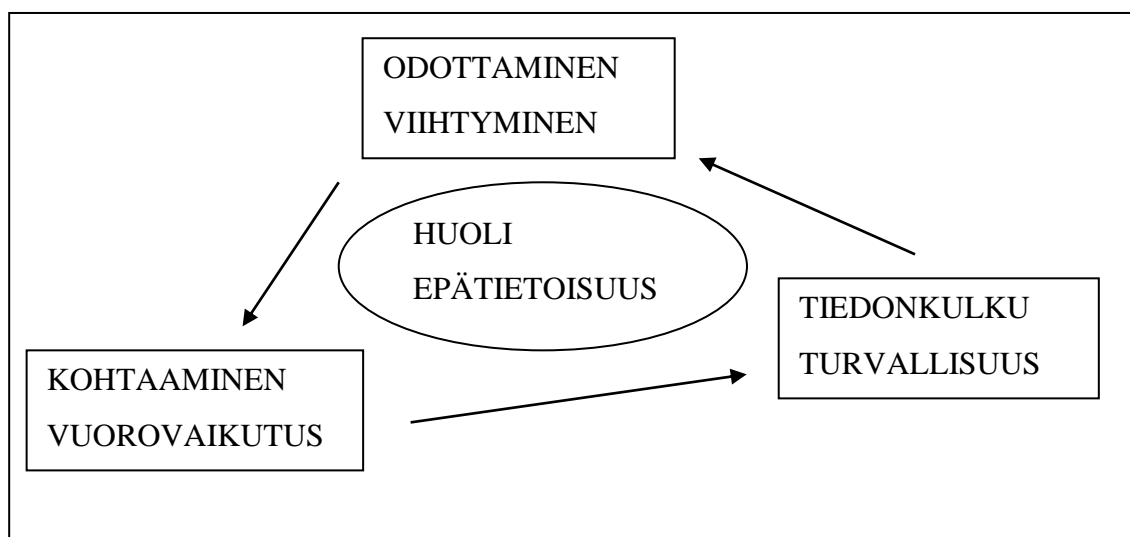 ODOTTAMINEN
VIIHTYMINEN
HUOLI
EPÄTIETOISUUS
TIEDONKULKU
TURVALLISUUS
KOHTAAMINEN
VUOROVAIKUTUS